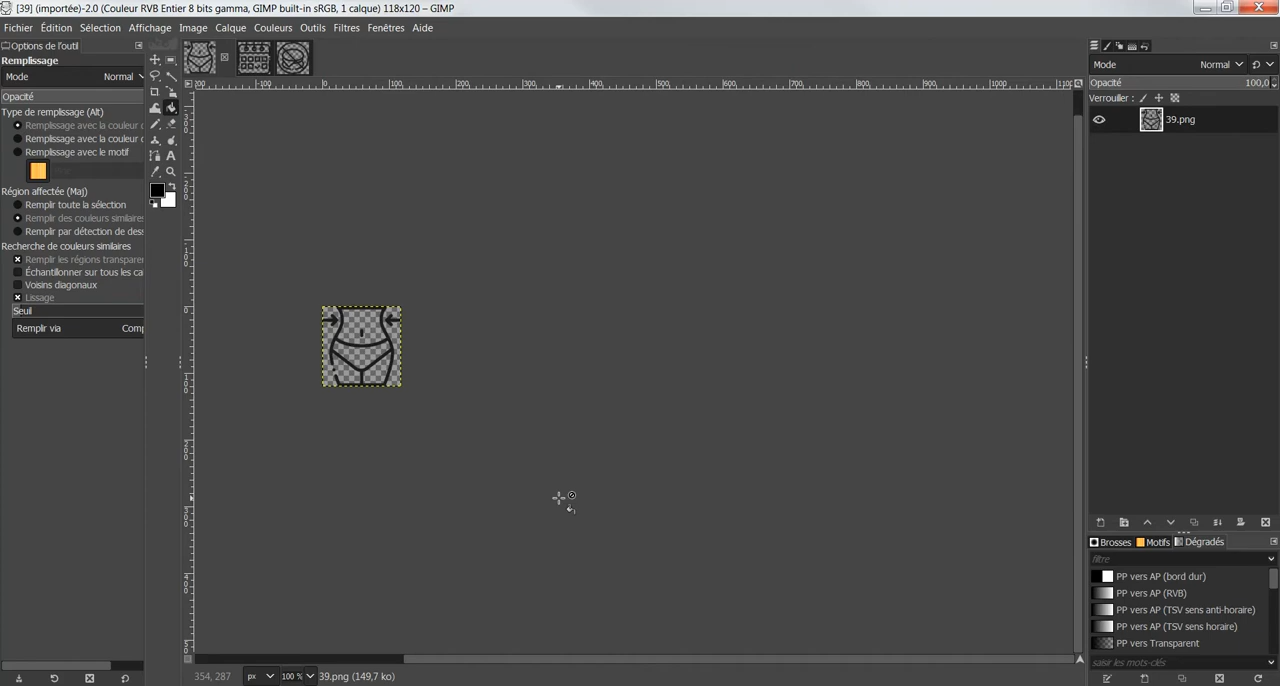 [39] (importée)-2.0 (Couleur RVB Entier 8 bits gamma, GIMP built-in sRGB, 1 calque) 118x120 – GIMP
Fichier Édition Sélection Affichage Image Calque Couleurs Outils Filtres Fenêtres Aide
Options de l'outil
Remplissage
Mode Normal
Opacité
Type de remplissage (Alt)
Remplissage avec la couleur d
Remplissage avec la couleur d
Remplissage avec le motif
Région affectée (Maj)
Remplir toute la sélection
Remplir des couleurs similaires
Remplir par détection de dess
Recherche de couleurs similaires
Remplir les régions transparen
Échantillonner sur tous les ca
Voisins diagonaux
Lissage
Seuil
Remplir via Comp
Mode Normal
Opacité 100,0
Verrouiller :
39.png
Brosses Motifs Dégradés
filtre
PP vers AP (bord dur)
PP vers AP (RVB)
PP vers AP (TSV sens anti-horaire)
PP vers AP (TSV sens horaire)
PP vers Transparent
saisir les mots-clés
354, 287 px 100 % 39.png (149,7 ko)